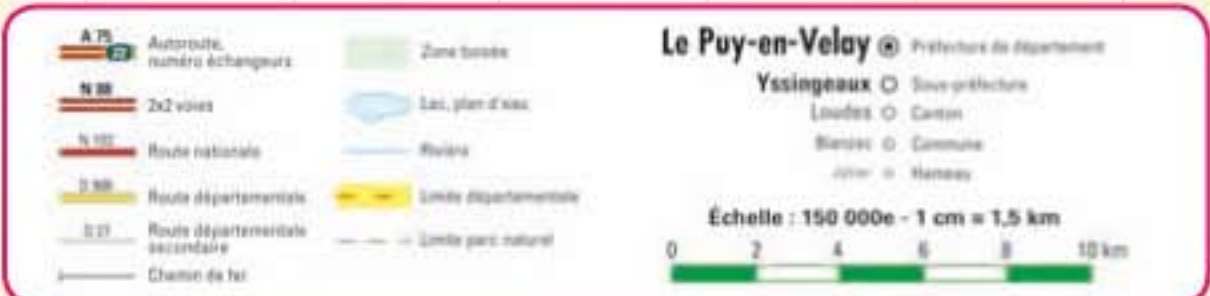 A 75
22
Autoroute,
numéro échangeurs
N 88
2x2 voies
N 102
Route nationale
Route départementale
D 21
Route départementale
secondaire
Chemin de fer
Zone boisée
Lac, plan d'eau
Rivière
Limite départementale
Limite parc naturel
Le Puy-en-Velay Préfecture de département
Yssingeaux Sous-préfecture
Loudes Canton
Blanzac Commune
Hameau
Échelle : 150 000e - 1 cm = 1,5 km
0 2 4 6 8 10 km